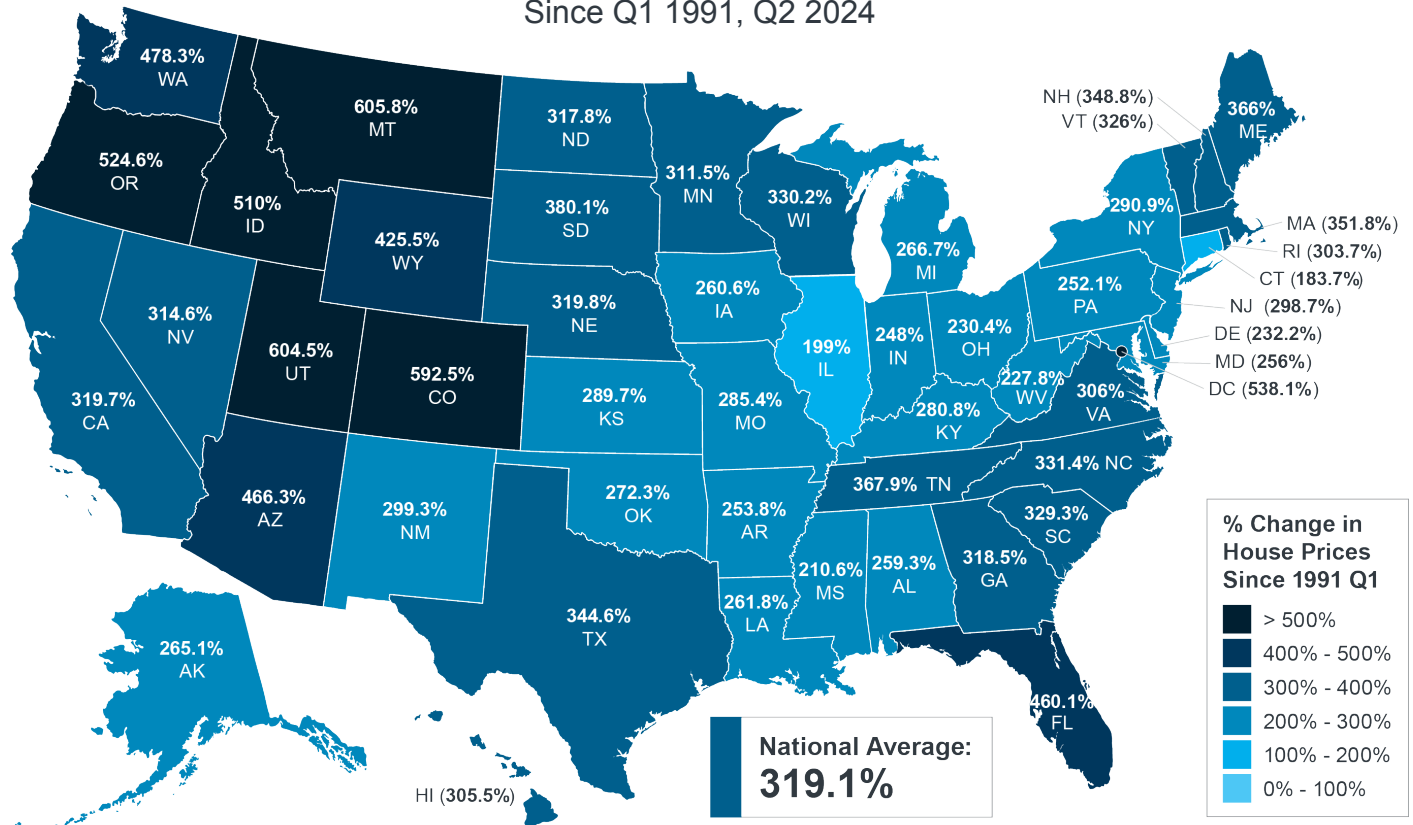 Since Q1 1991, Q2 2024
478.3%
WA
605.8%
MT
317.8%
ND
311.5%
MN
330.2%
WI
NH (348.8%)
VT (326%)
366%
ME
524.6%
OR
510%
ID
425.5%
WY
380.1%
SD
266.7%
MI
290.9%
NY
MA (351.8%)
RI (303.7%)
CT (183.7%)
NJ (298.7%)
DE (232.2%)
MD (256%)
DC (538.1%)
314.6%
NV
319.7%
CA
604.5%
UT
592.5%
CO
319.8%
NE
260.6%
IA
199%
IL
248%
IN
230.4%
OH
252.1%
PA
227.8%
WV
306%
VA
289.7%
KS
285.4%
MO
280.8%
KY
331.4% NC
367.9% TN
466.3%
AZ
299.3%
NM
272.3%
OK
253.8%
AR
329.3%
SC
210.6%
MS
259.3%
AL
318.5%
GA
344.6%
TX
261.8%
LA
460.1%
FL
265.1%
AK
HI (305.5%)
National Average:
319.1%
% Change in
House Prices
Since 1991 Q1
> 500%
400% - 500%
300% - 400%
200% - 300%
100% - 200%
0% - 100%